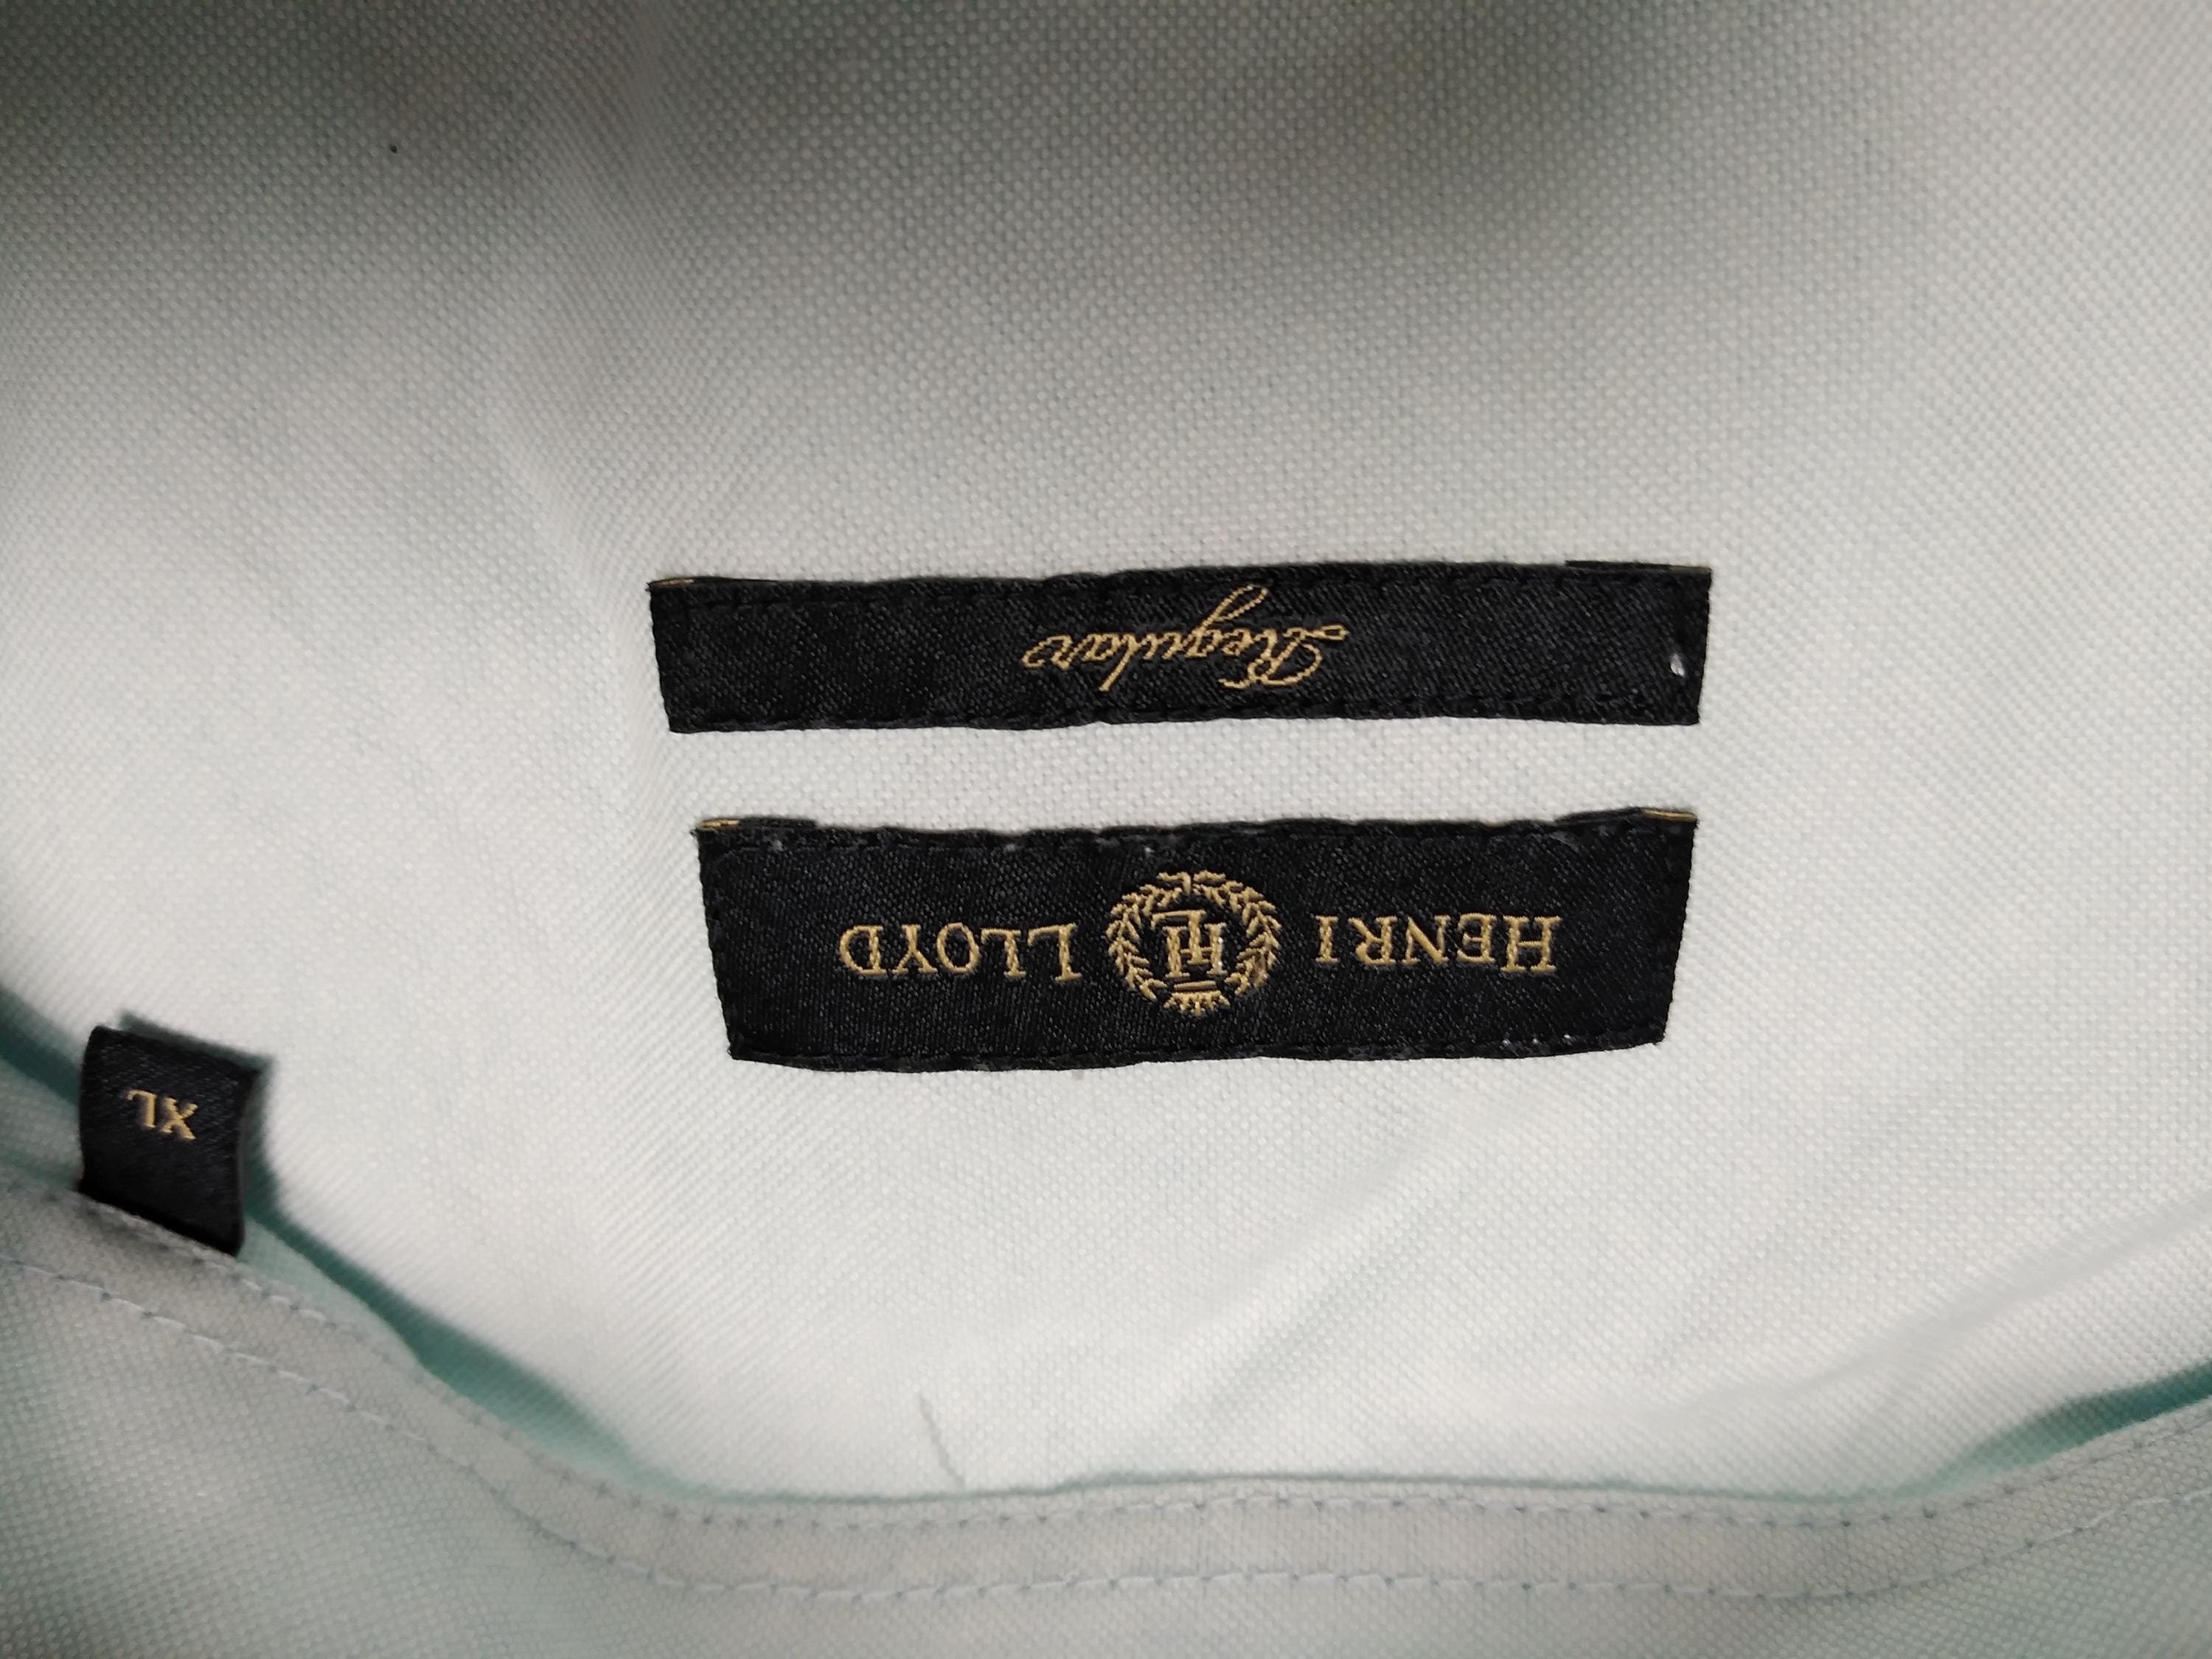 HENRI HL LLOYD
Regular
XL